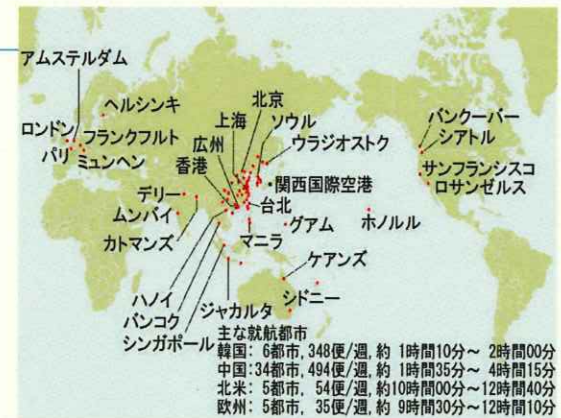 アムステルダム
ヘルシンキ
ロンドン
フランクフルト
パリ
ミュンヘン
北京
上海
ソウル
広州
ウラジオストク
香港
関西国際空港
デリー
台北
ムンバイ
グアム
ホノルル
カトマンズ
マニラ
バンクーバー
シアトル
サンフランシスコ
ロサンゼルス
ケアンズ
ハノイ
ジャカルタ
シドニー
バンコク
シンガポール
主な就航都市
韓国: 6都市,348便/週,約 1時間10分～ 2時間00分
中国:34都市,494便/週,約 1時間35分～ 4時間15分
北米: 5都市, 54便/週,約10時間00分～12時間40分
欧州: 5都市, 35便/週,約 9時間30分～12時間10分